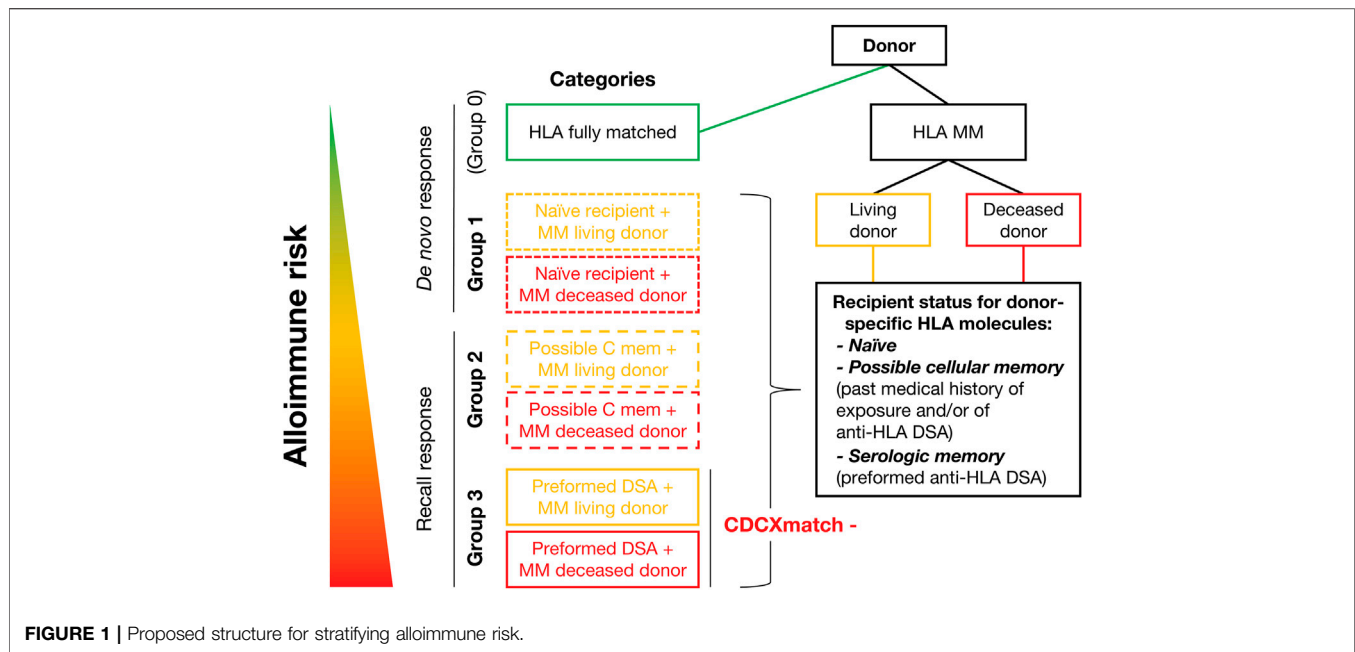 Donor
Categories
Alloimmune risk
De novo response
(Group 0)
HLA fully matched
HLA MM
Group 1
Naïve recipient +
MM living donor
Naïve recipient +
MM deceased donor
Living
donor
Deceased
donor
Recall response
Group 2
Possible C mem +
MM living donor
Possible C mem +
MM deceased donor
Group 3
Preformed DSA +
MM living donor
Preformed DSA +
MM deceased donor
CDCXmatch -
Recipient status for donor-
specific HLA molecules:
- Naïve
- Possible cellular memory
(past medical history of
exposure and/or of
anti-HLA DSA)
- Serologic memory
(preformed anti-HLA DSA)
FIGURE 1 | Proposed structure for stratifying alloimmune risk.